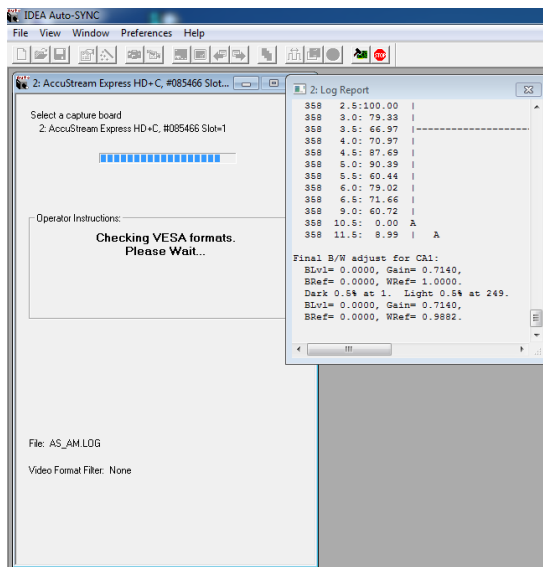 IDEA Auto-SYNC
File View Window Preferences Help
2: AccuStream Express HD+C, #085466 Slot...
Select a capture board
2: AccuStream Express HD+C, #085466 Slot=1
Operator Instructions:
Checking VESA formats.
Please Wait...
File: AS_AM.LOG
Video Format Filter: None
2: Log Report
358 2.5:100.00 |
358 3.0: 79.33 |
358 3.5: 66.97 |--------------------
358 4.0: 70.97 |
358 4.5: 87.69 |
358 5.0: 90.39 |
358 5.5: 60.44 |
358 6.0: 79.02 |
358 6.5: 71.66 |
358 9.0: 60.72 |
358 10.5: 0.00 A
358 11.5: 8.99 | A
Final B/W adjust for CA1:
BLvl= 0.0000, Gain= 0.7140,
BRef= 0.0000, WRef= 1.0000.
Dark 0.5% at 1. Light 0.5% at 249.
BLvl= 0.0000, Gain= 0.7140,
BRef= 0.0000, WRef= 0.9882.